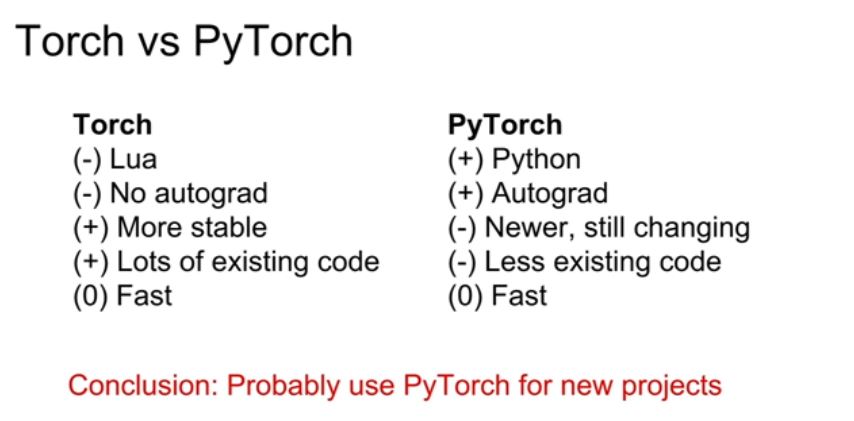 Torch vs PyTorch
Torch
(-) Lua
(-) No autograd
(+) More stable
(+) Lots of existing code
(0) Fast
PyTorch
(+) Python
(+) Autograd
(-) Newer, still changing
(-) Less existing code
(0) Fast
Conclusion: Probably use PyTorch for new projects